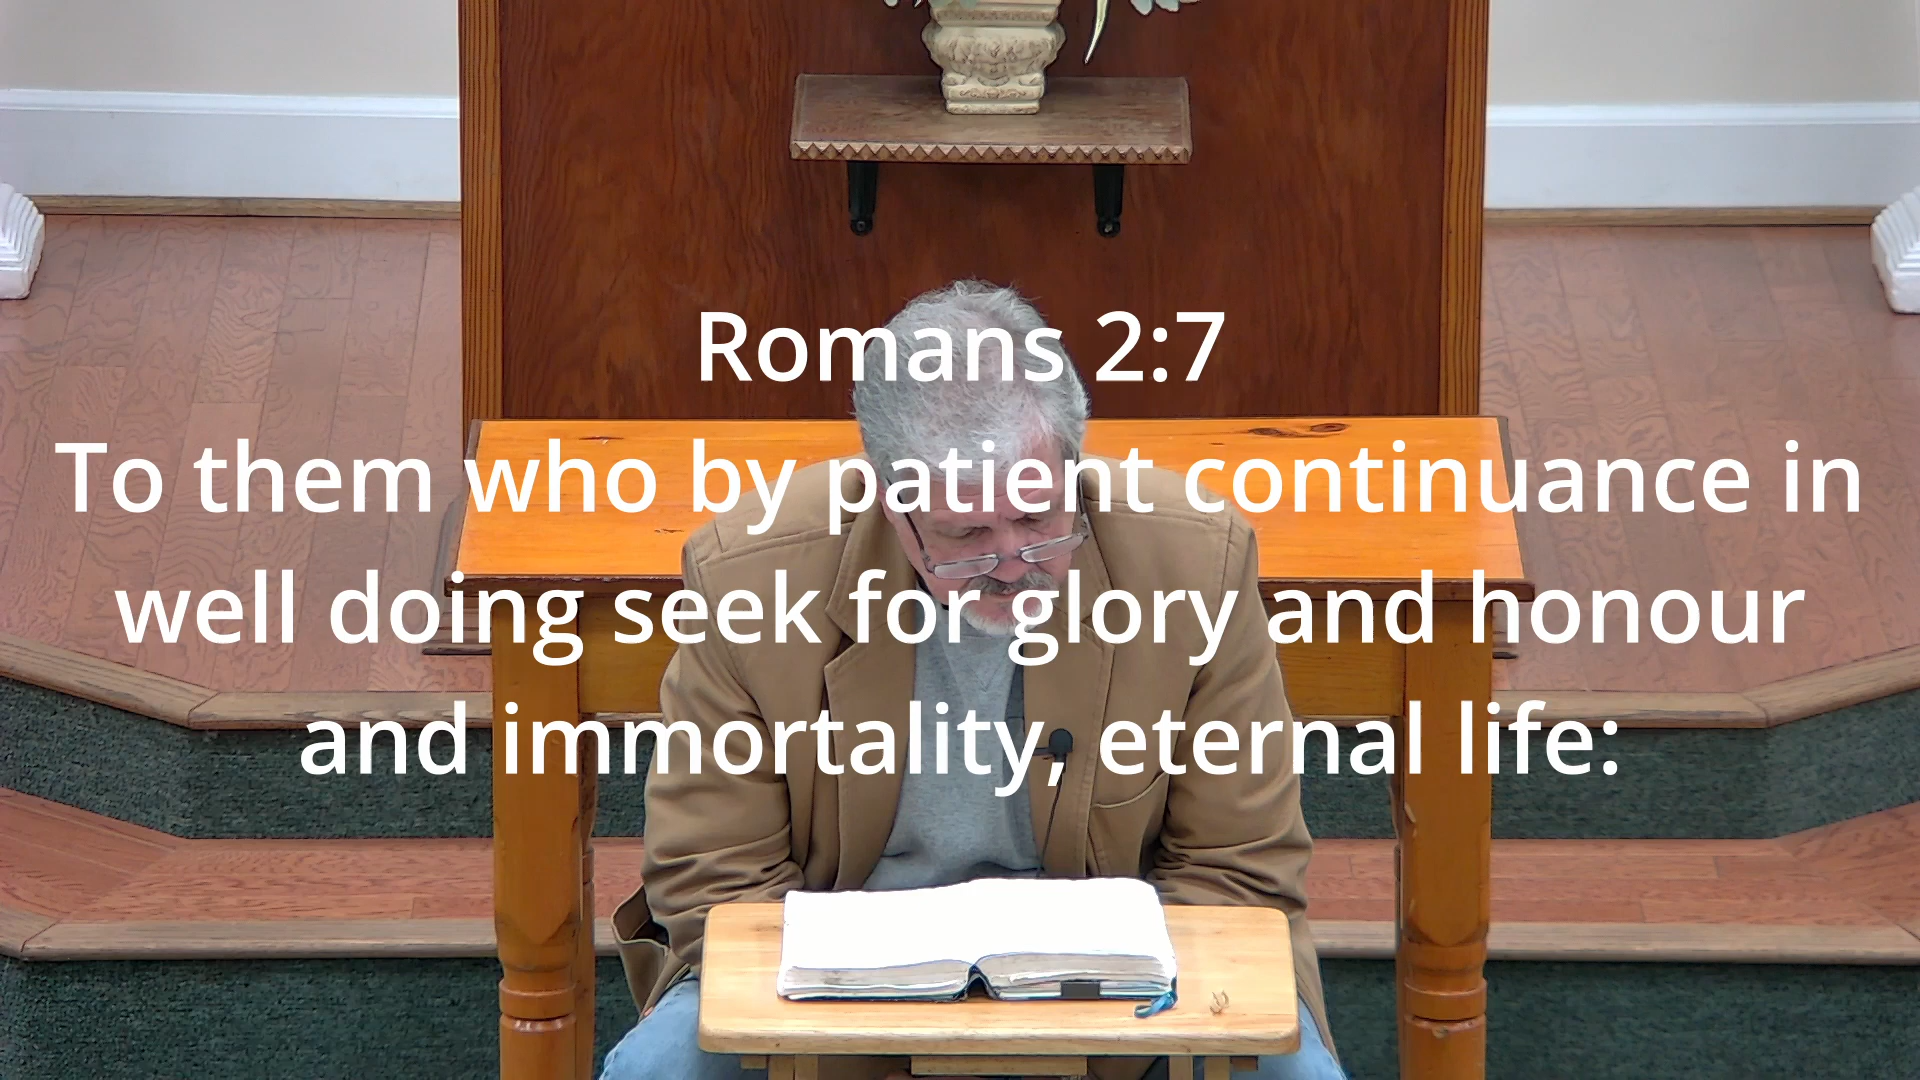 Romans 2:7
To them who by patient continuance in
well doing seek for glory and honour
and immortality, eternal life: